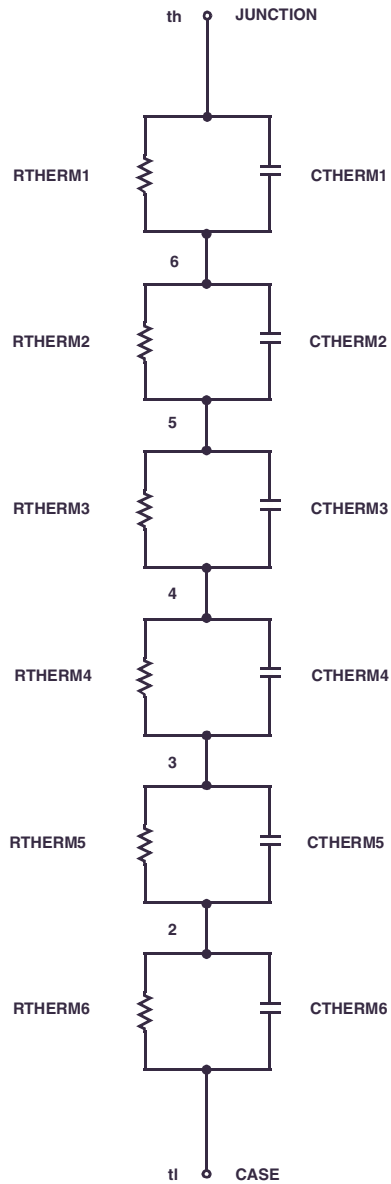 th JUNCTION
RTHERM1 CTHERM1
6
RTHERM2 CTHERM2
5
RTHERM3 CTHERM3
4
RTHERM4 CTHERM4
3
RTHERM5 CTHERM5
2
RTHERM6 CTHERM6
tl CASE